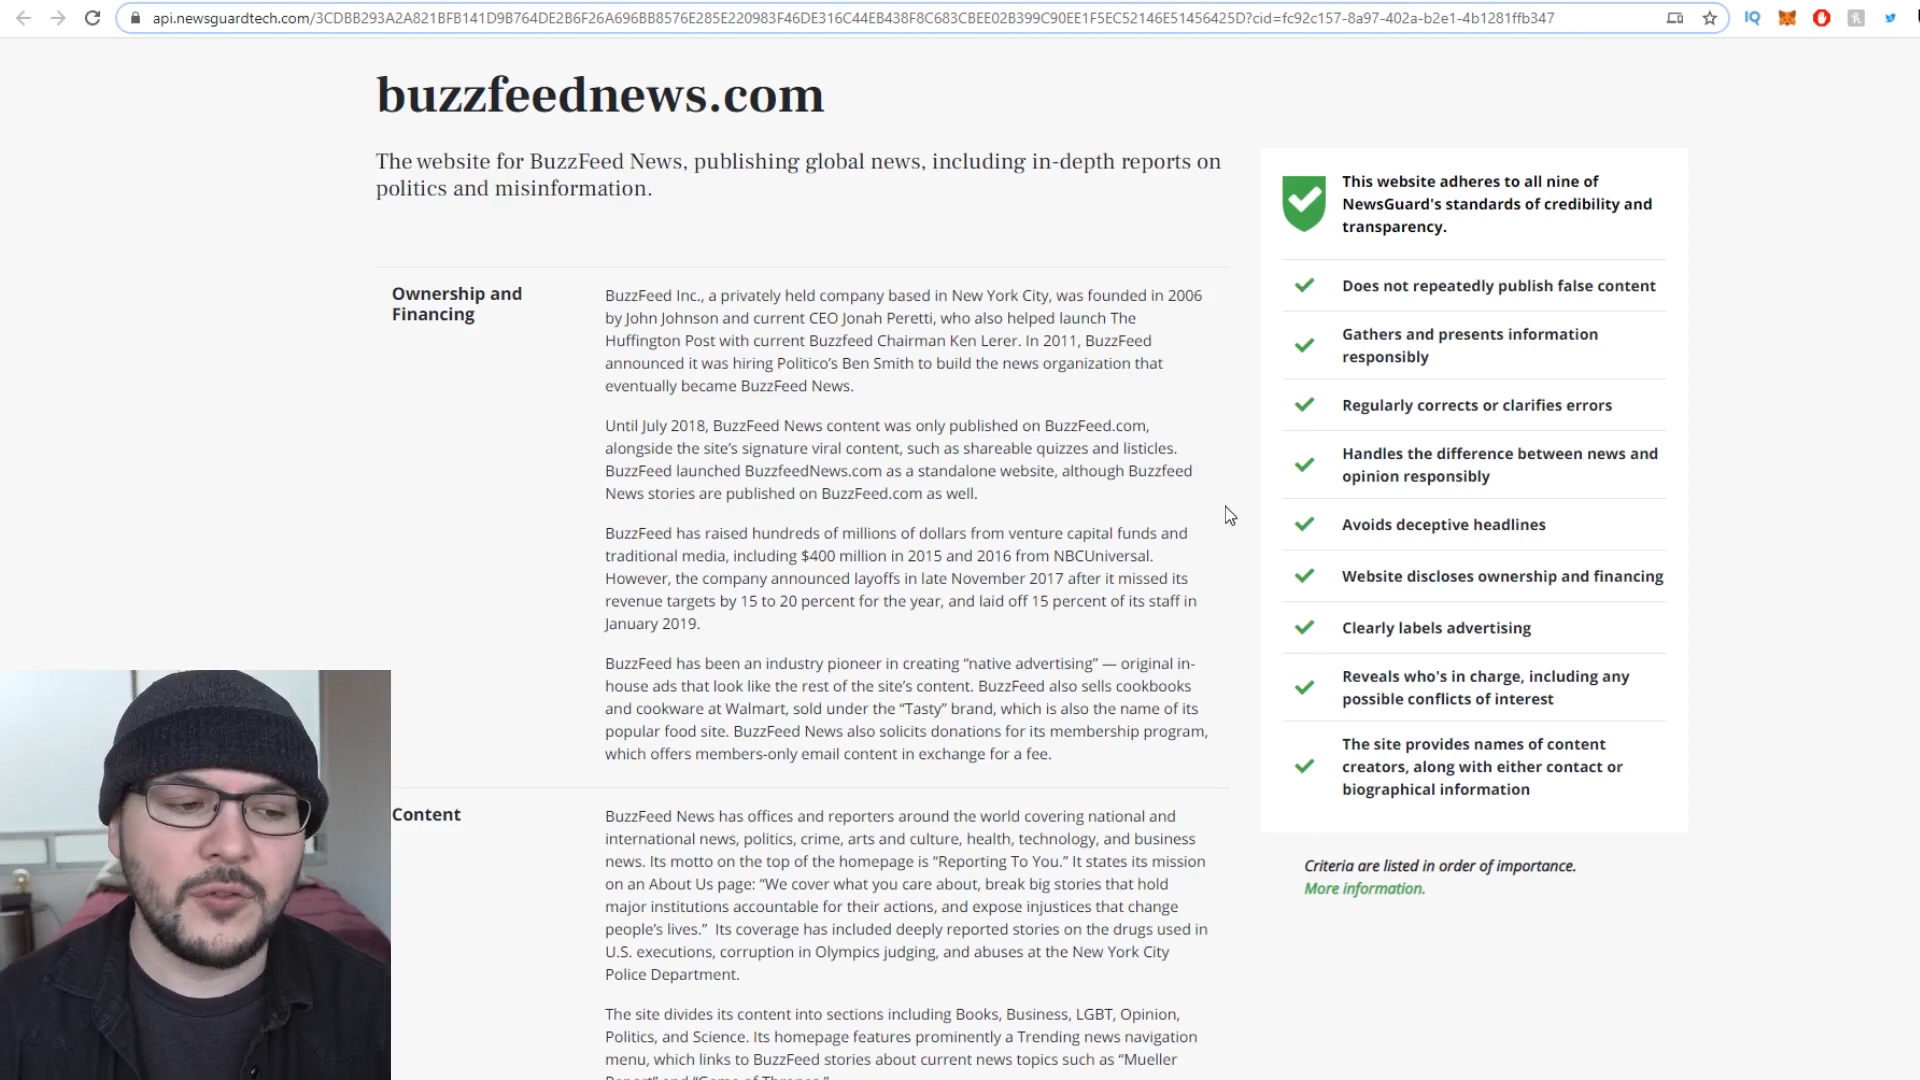 api.newsguardtech.com/3CDBB293A2A821BFB141D9B764DE2B6F26A696BB8576E285E220983F46DE316C44EB438F8C683CBEE02B399C90EE1F5EC52146E51456425D?cid=fc92c157-8a97-402a-b2e1-4b1281ffb347
IQ
buzzfeednews.com
The website for BuzzFeed News, publishing global news, including in-depth reports on
politics and misinformation.
Ownership and
Financing
BuzzFeed Inc., a privately held company based in New York City, was founded in 2006
by John Johnson and current CEO Jonah Peretti, who also helped launch The
Huffington Post with current Buzzfeed Chairman Ken Lerer. In 2011, BuzzFeed
announced it was hiring Politico’s Ben Smith to build the news organization that
eventually became BuzzFeed News.
Until July 2018, BuzzFeed News content was only published on BuzzFeed.com,
alongside the site’s signature viral content, such as shareable quizzes and listicles.
BuzzFeed launched BuzzfeedNews.com as a standalone website, although Buzzfeed
News stories are published on BuzzFeed.com as well.
BuzzFeed has raised hundreds of millions of dollars from venture capital funds and
traditional media, including $400 million in 2015 and 2016 from NBCUniversal.
However, the company announced layoffs in late November 2017 after it missed its
revenue targets by 15 to 20 percent for the year, and laid off 15 percent of its staff in
January 2019.
BuzzFeed has been an industry pioneer in creating “native advertising” — original in-
house ads that look like the rest of the site’s content. BuzzFeed also sells cookbooks
and cookware at Walmart, sold under the “Tasty” brand, which is also the name of its
popular food site. BuzzFeed News also solicits donations for its membership program,
which offers members-only email content in exchange for a fee.
Content
BuzzFeed News has offices and reporters around the world covering national and
international news, politics, crime, arts and culture, health, technology, and business
news. Its motto on the top of the homepage is “Reporting To You.” It states its mission
on an About Us page: “We cover what you care about, break big stories that hold
major institutions accountable for their actions, and expose injustices that change
people’s lives.”  Its coverage has included deeply reported stories on the drugs used in
U.S. executions, corruption in Olympics judging, and abuses at the New York City
Police Department.
The site divides its content into sections including Books, Business, LGBT, Opinion,
Politics, and Science. Its homepage features prominently a Trending news navigation
menu, which links to BuzzFeed stories about current news topics such as “Mueller
Report” and “Game of Thrones.”
This website adheres to all nine of
NewsGuard's standards of credibility and
transparency.
Does not repeatedly publish false content
Gathers and presents information
responsibly
Regularly corrects or clarifies errors
Handles the difference between news and
opinion responsibly
Avoids deceptive headlines
Website discloses ownership and financing
Clearly labels advertising
Reveals who's in charge, including any
possible conflicts of interest
The site provides names of content
creators, along with either contact or
biographical information
Criteria are listed in order of importance.
More information.